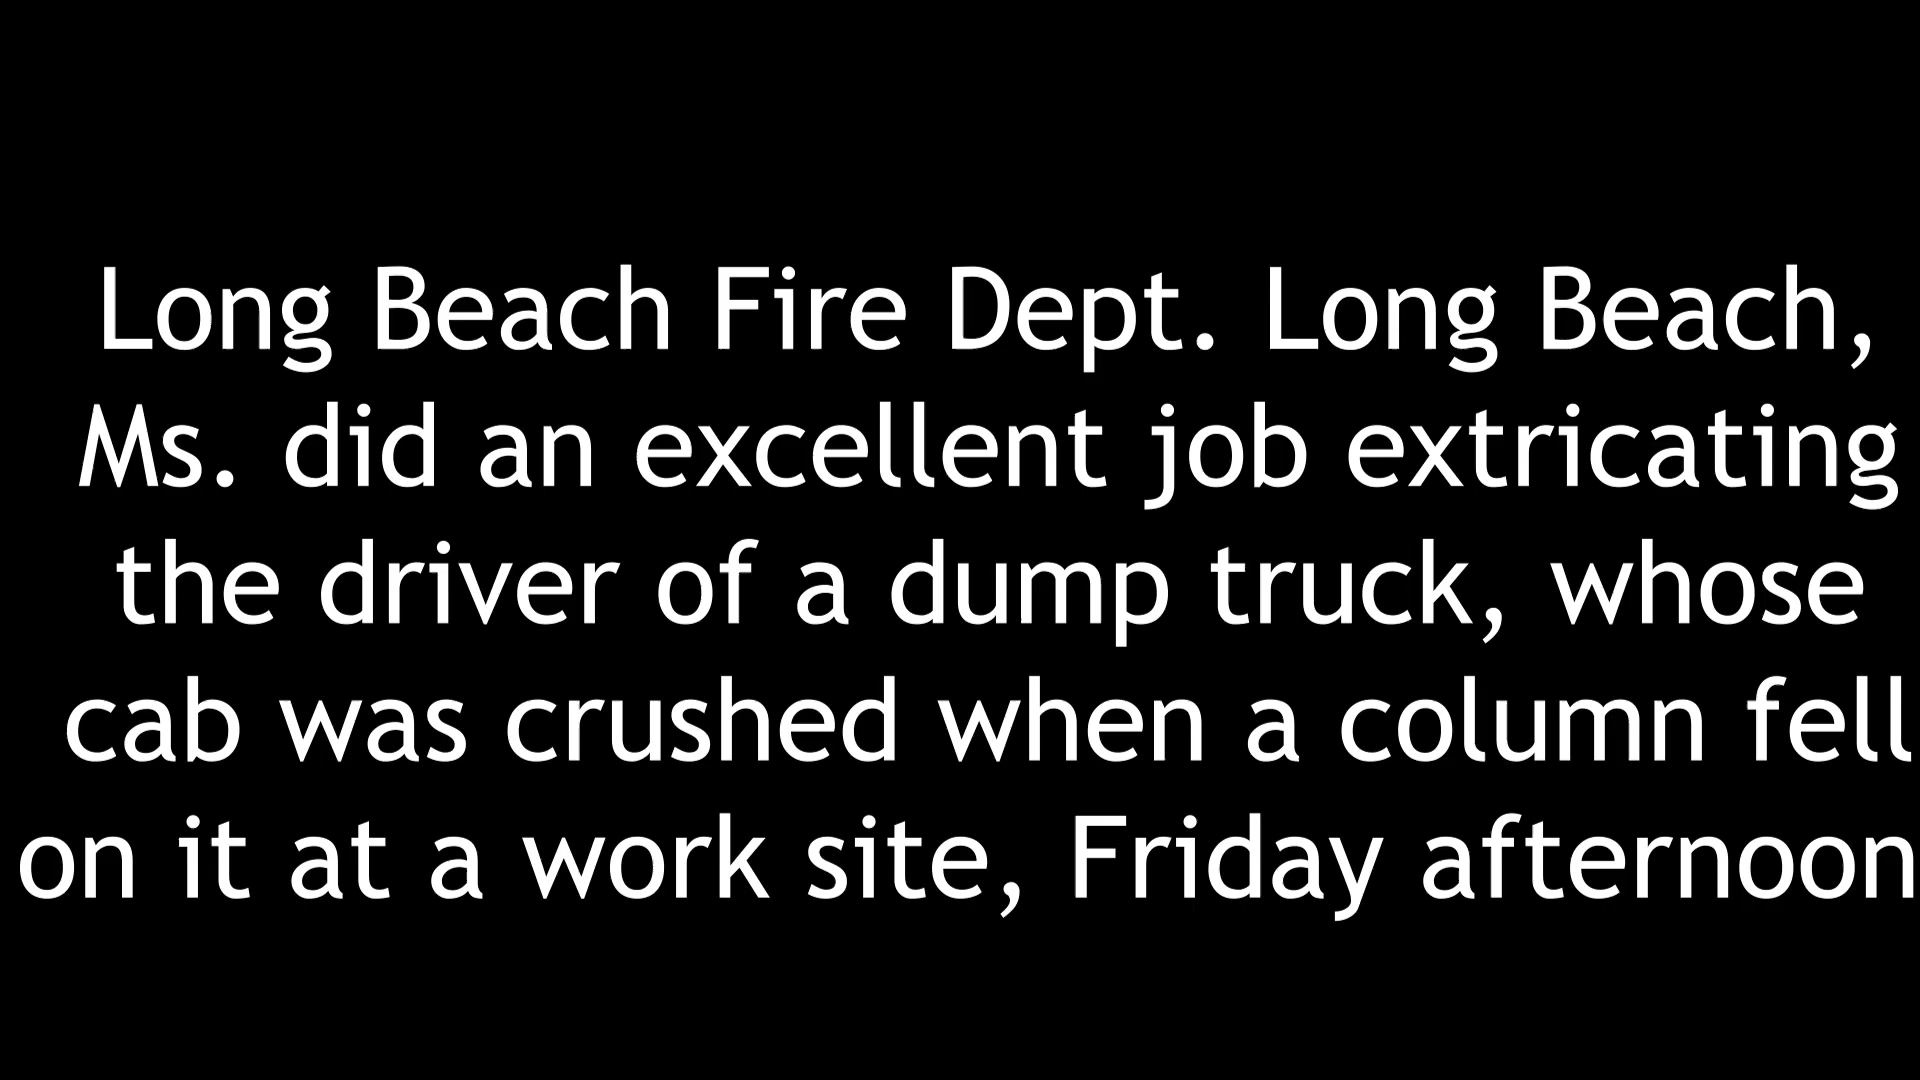 Long Beach Fire Dept. Long Beach,
Ms. did an excellent job extricating
the driver of a dump truck, whose
cab was crushed when a column fell
on it at a work site, Friday afternoon